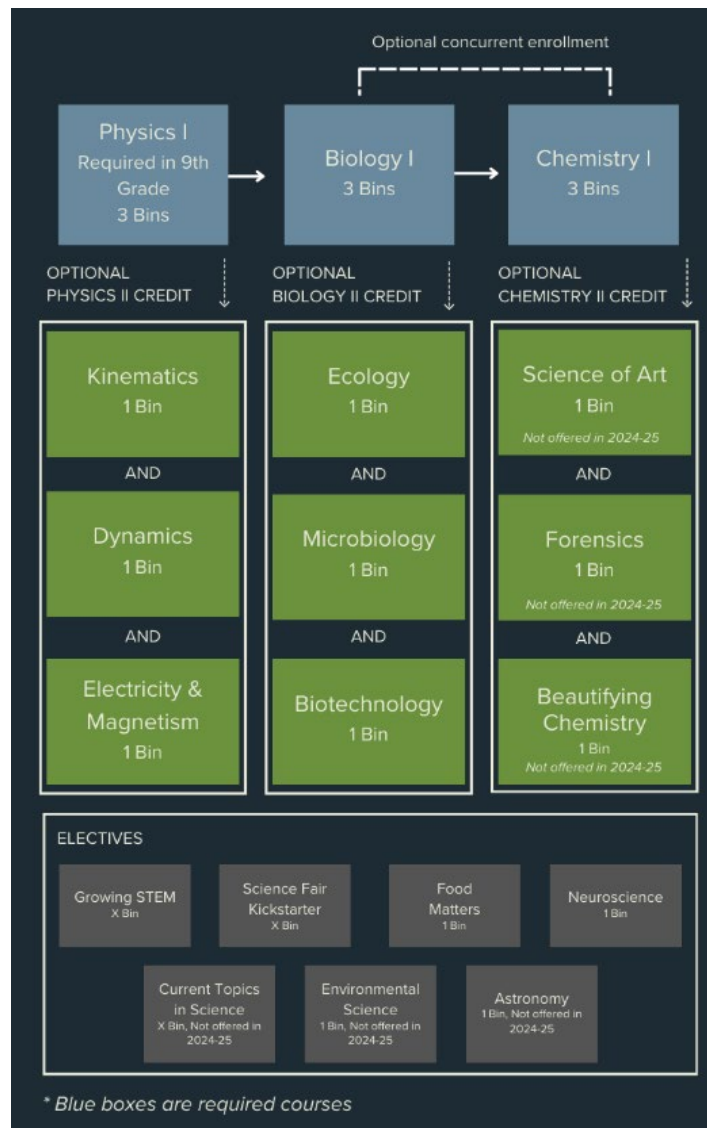 Optional concurrent enrollment
Physics I
Required in 9th
Grade
3 Bins
Biology I
3 Bins
Chemistry I
3 Bins
OPTIONAL
PHYSICS II CREDIT
OPTIONAL
BIOLOGY II CREDIT
OPTIONAL
CHEMISTRY II CREDIT
Kinematics
1 Bin
AND
Dynamics
1 Bin
AND
Electricity &
Magnetism
1 Bin
Ecology
1 Bin
AND
Microbiology
1 Bin
AND
Biotechnology
1 Bin
Science of Art
1 Bin
Not offered in 2024-25
AND
Forensics
1 Bin
Not offered in 2024-25
AND
Beautifying
Chemistry
1 Bin
Not offered in 2024-25
ELECTIVES
Growing STEM
X Bin
Science Fair
Kickstarter
X Bin
Food
Matters
1 Bin
Neuroscience
1 Bin
Current Topics
in Science
X Bin, Not offered in
2024-25
Environmental
Science
1 Bin, Not offered in
2024-25
Astronomy
1 Bin, Not offered in
2024-25
* Blue boxes are required courses